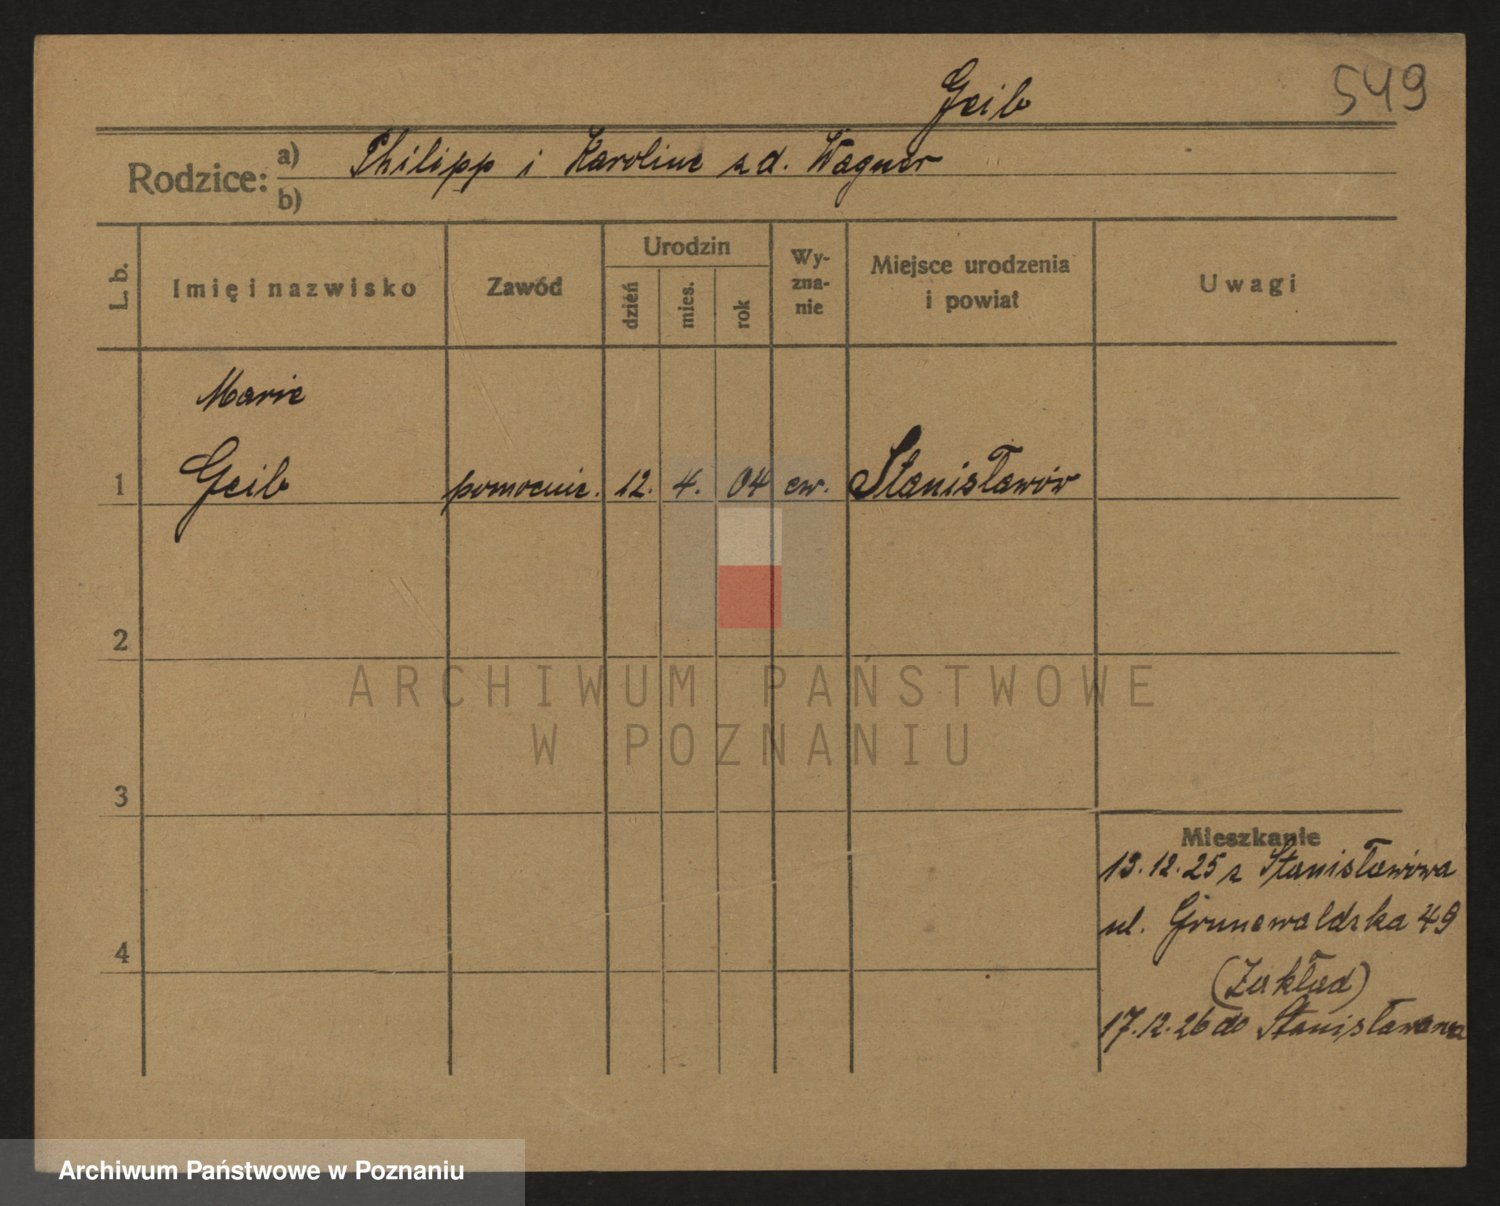 Geib
549
Rodzice: a) Philipp i Karoline z d. Wagner
b)
L. b.
Imię i nazwisko
Zawód
Urodzin
dzień
mies.
rok
Wy-
zna-
nie
Miejsce urodzenia
i powiat
Uwagi
Marie
1 Geib pomocnic. 12. 4. 04 ew. Stanisławów
2
ARCHIWUM PAŃSTWOWE
W POZNANIU
3
Mieszkanie
13.12.25 z Stanisławowa
ul. Grunewaldzka 49
4
(Zakład)
17.12.26 do Stanisławowa
Archiwum Państwowe w Poznaniu